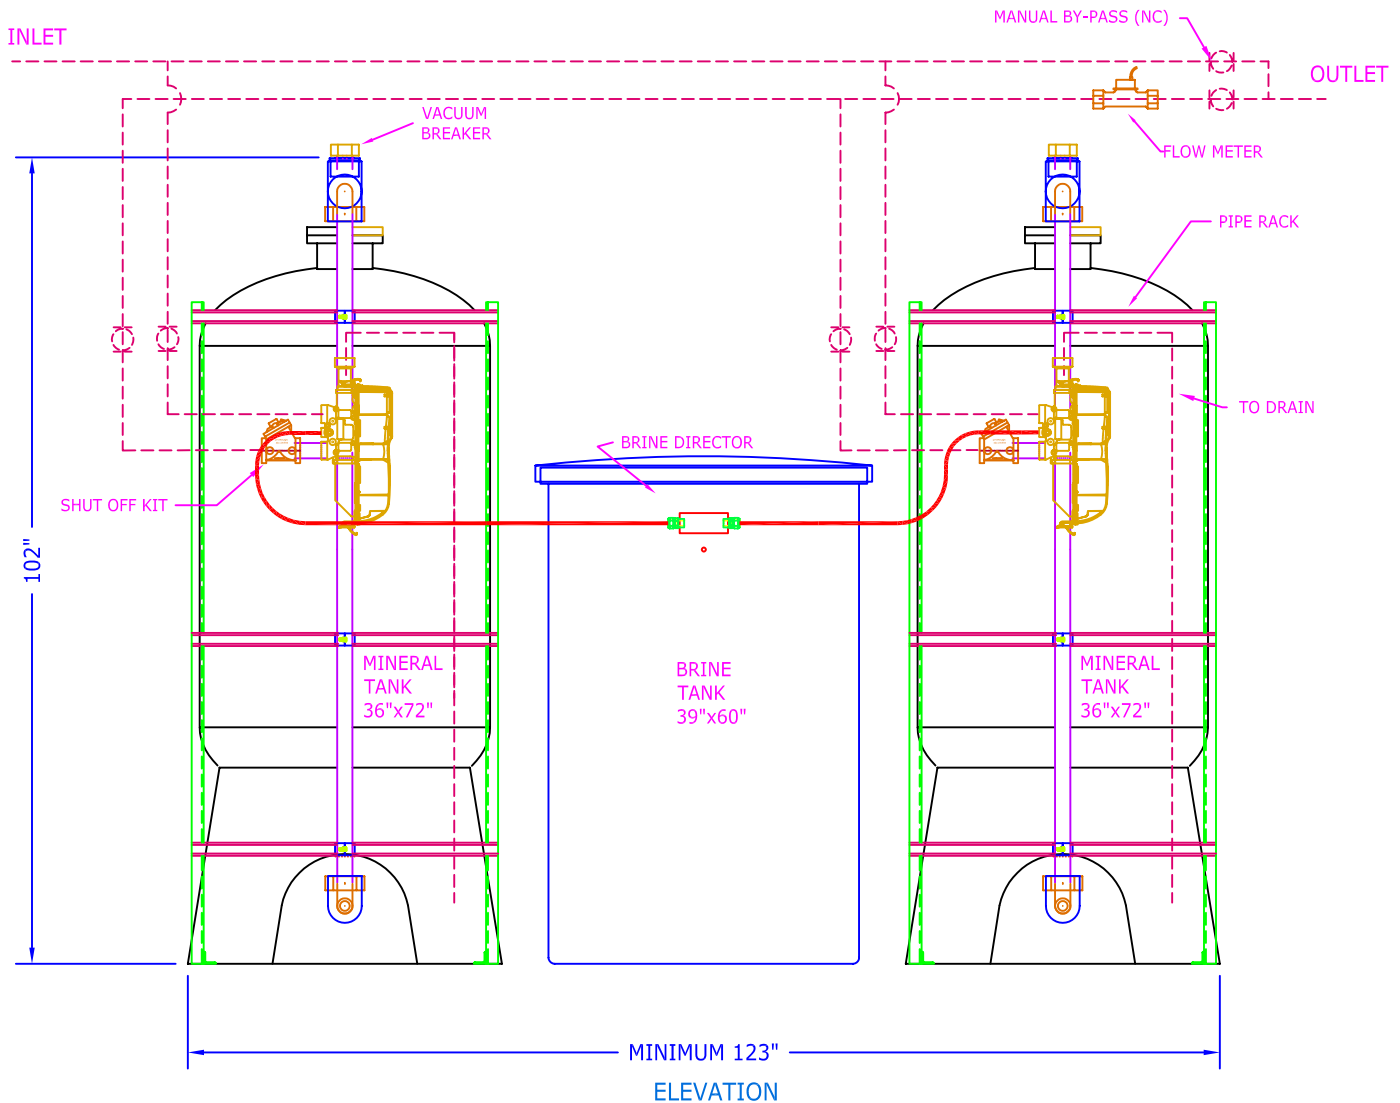 MANUAL BY-PASS (NC)
INLET
OUTLET
VACUUM
BREAKER
FLOW METER
PIPE RACK
TO DRAIN
BRINE DIRECTOR
SHUT OFF KIT
102"
MINERAL
TANK
36"x72"
BRINE
TANK
39"x60"
MINERAL
TANK
36"x72"
MINIMUM 123"
ELEVATION